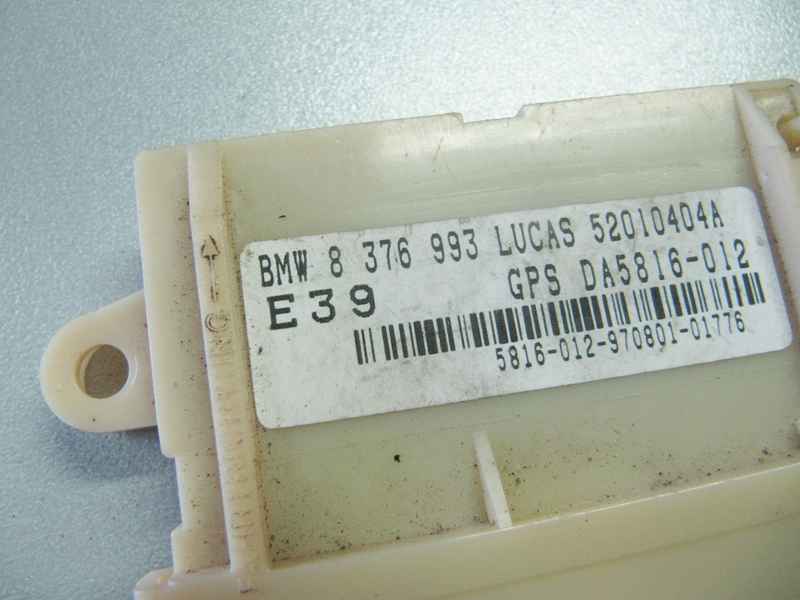 BMW 8 376 993 LUCAS 52010404A
E39 GPS DA5816-012
5816-012-970801-01776